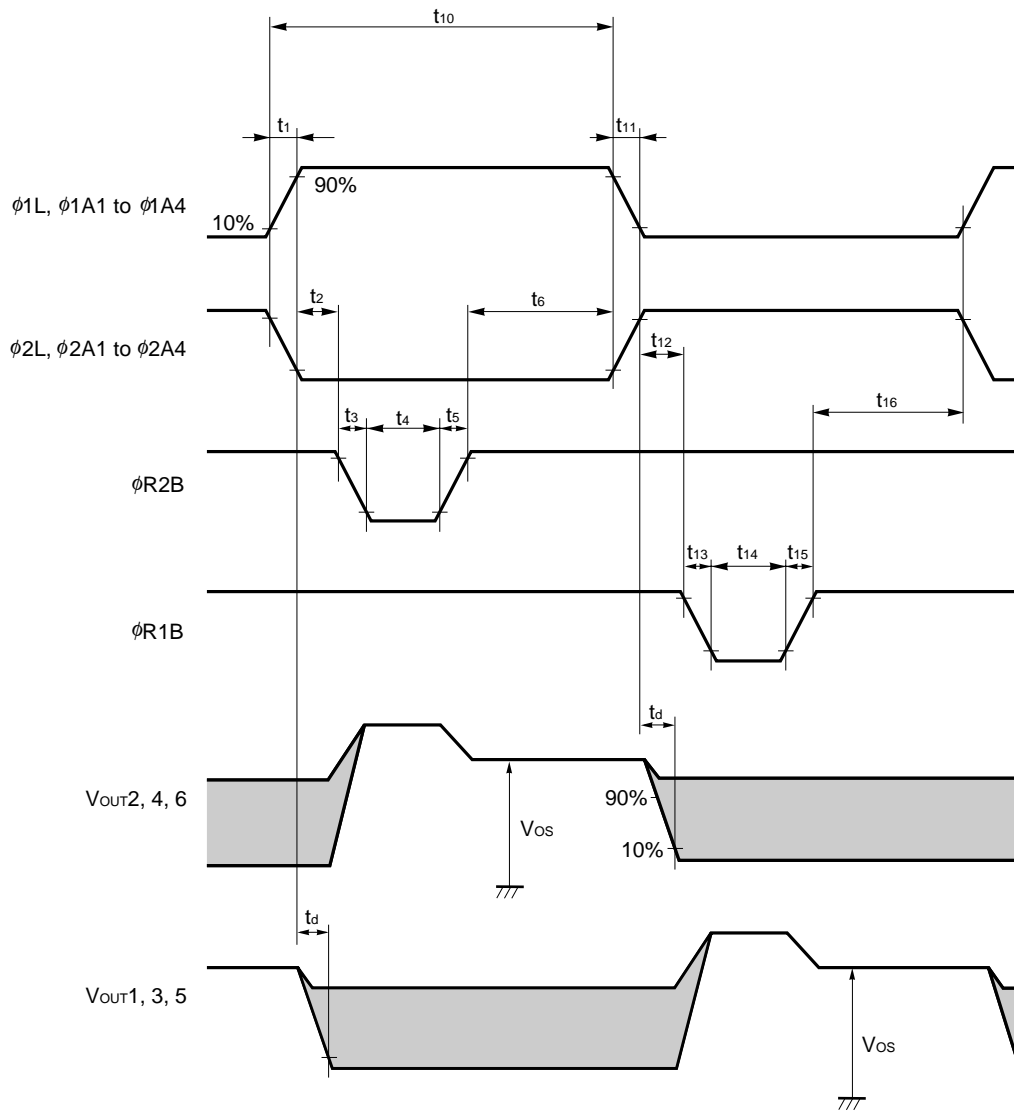 t10
t1
t11
90%
ϕ1L, ϕ1A1 to ϕ1A4
10%
t2
t6
ϕ2L, ϕ2A1 to ϕ2A4
t12
t16
t3
t4
t5
ϕR2B
t13
t14
t15
ϕR1B
td
VOUT2, 4, 6
90%
VOS
10%
td
VOUT1, 3, 5
VOS